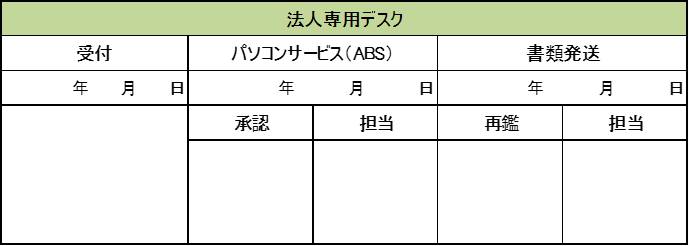 法人専用デスク
受付 パソコンサービス（ABS） 書類発送
年 月 日 年 月 日 年 月 日
承認 担当 再鑑 担当